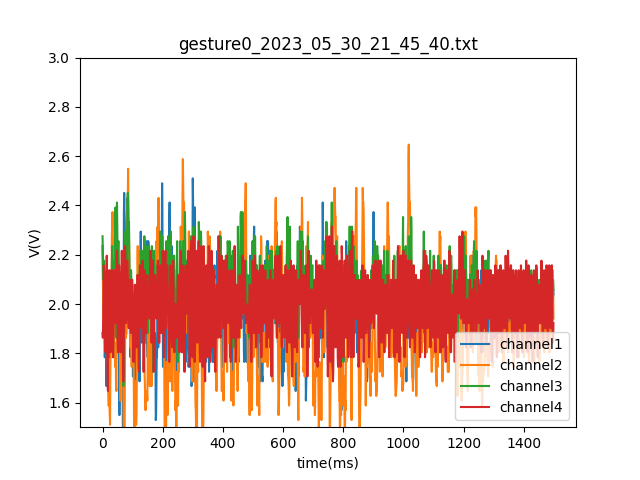 gesture0_2023_05_30_21_45_40.txt
3.0
2.8
2.6
2.4
2.2
2.0
1.8
1.6
V(V)
channel1
channel2
channel3
channel4
0 200 400 600 800 1000 1200 1400
time(ms)